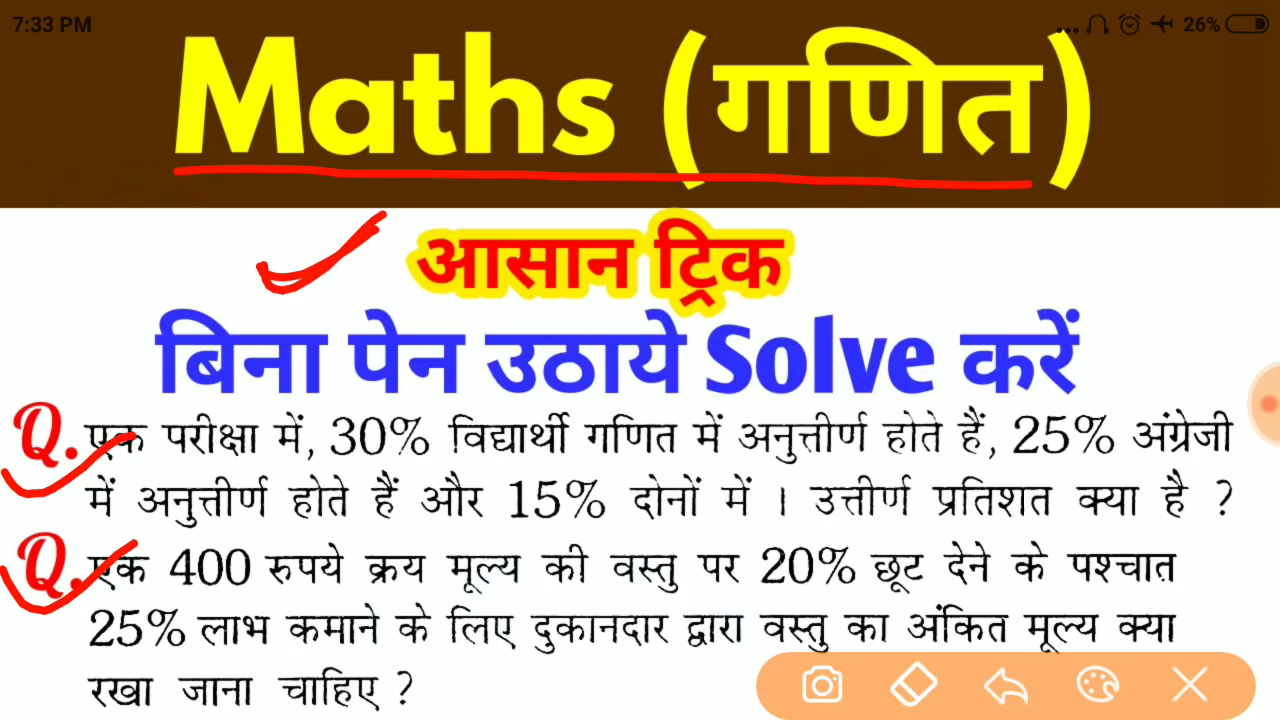 7:33 PM
... 26%
Maths (गणित)
आसान ट्रिक
बिना पेन उठाये Solve करें
Q. एक परीक्षा में, 30% विद्यार्थी गणित में अनुत्तीर्ण होते हैं, 25% अंग्रेजी
में अनुत्तीर्ण होते हैं और 15% दोनों में । उत्तीर्ण प्रतिशत क्या है ?
Q. एक 400 रुपये क्रय मूल्य की वस्तु पर 20% छूट देने के पश्चात
25% लाभ कमाने के लिए दुकानदार द्वारा वस्तु का अंकित मूल्य क्या
रखा जाना चाहिए ?